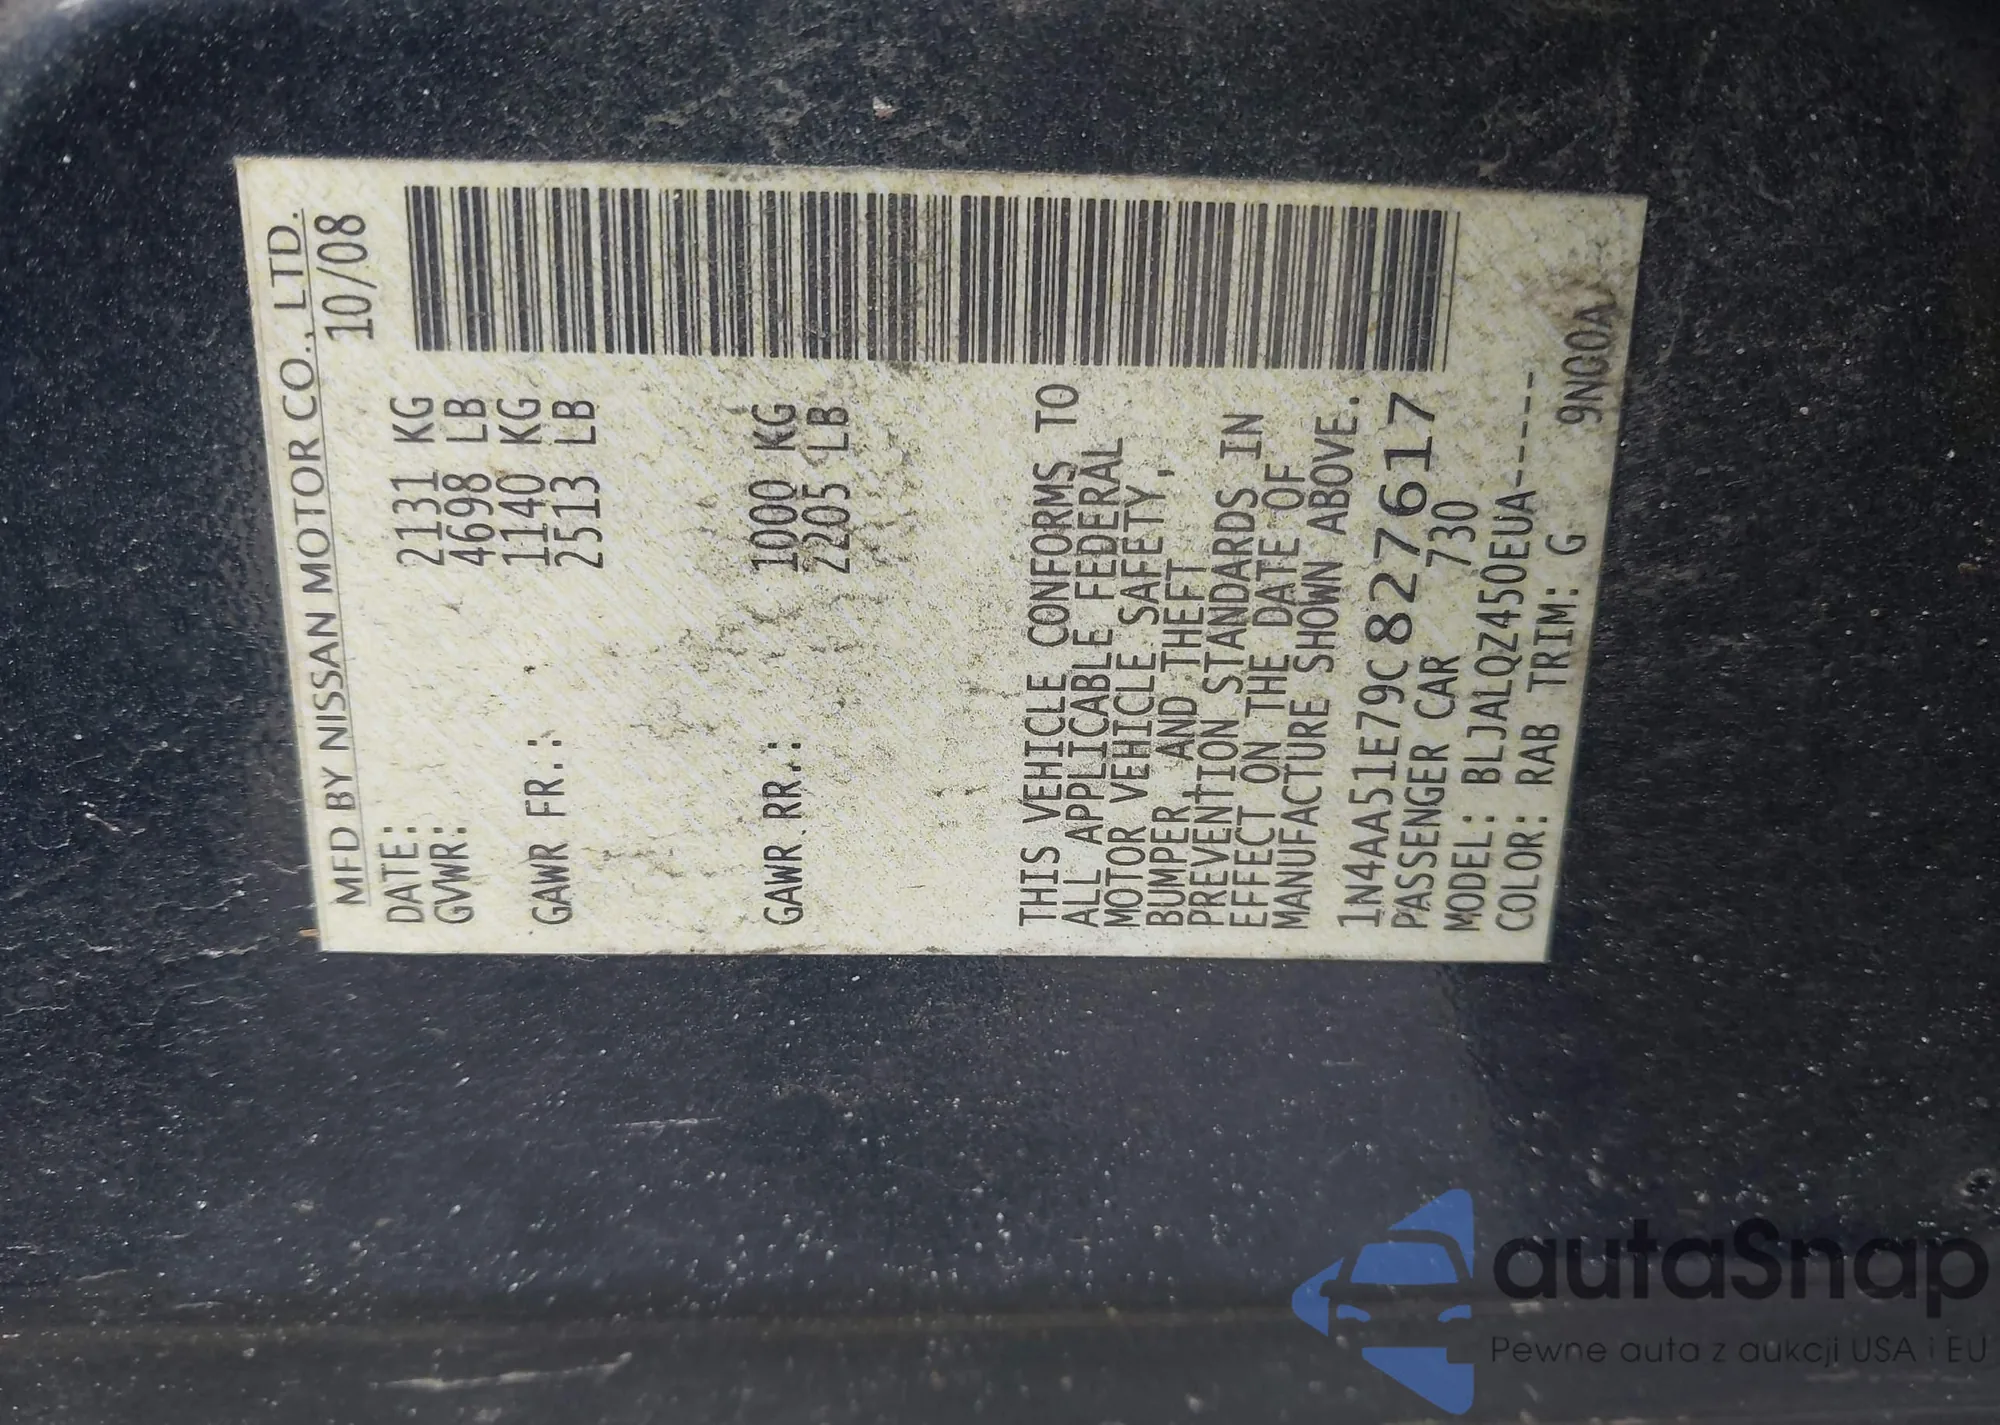 MFD BY NISSAN MOTOR CO., LTD.
DATE: 10/08
GVWR: 2131 KG
4698 LB
GAWR FR.: 1140 KG
2513 LB
GAWR RR.: 1000 KG
2205 LB
THIS VEHICLE CONFORMS TO
ALL APPLICABLE FEDERAL
MOTOR VEHICLE SAFETY,
BUMPER AND THEFT
PREVENTION STANDARDS IN
EFFECT ON THE DATE OF
MANUFACTURE SHOWN ABOVE.
1N4AA51E79C827617
PASSENGER CAR 730
MODEL: BLJALQZ450EUA-----
COLOR: RAB TRIM: G 9N00A
autaSnap
Pewne auta z aukcji USA i EU